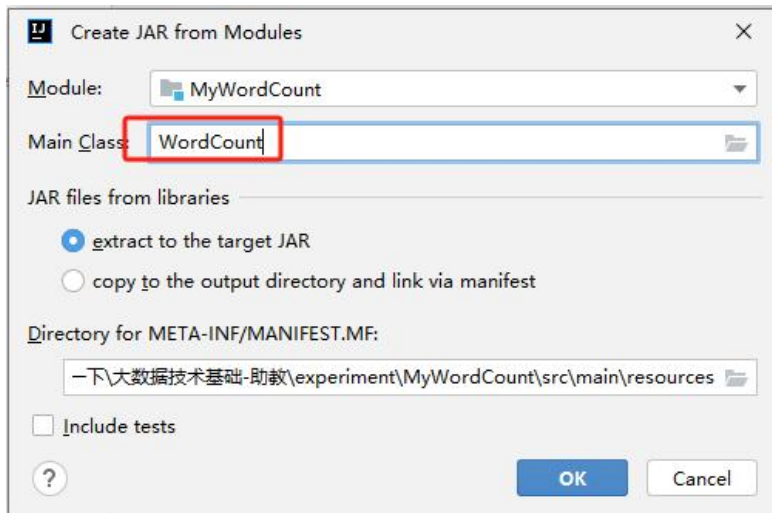 Create JAR from Modules
Module: MyWordCount
Main Class: WordCount
JAR files from libraries
extract to the target JAR
copy to the output directory and link via manifest
Directory for META-INF/MANIFEST.MF:
一下\大数据技术基础-助教\experiment\MyWordCount\src\main\resources
Include tests
? OK Cancel